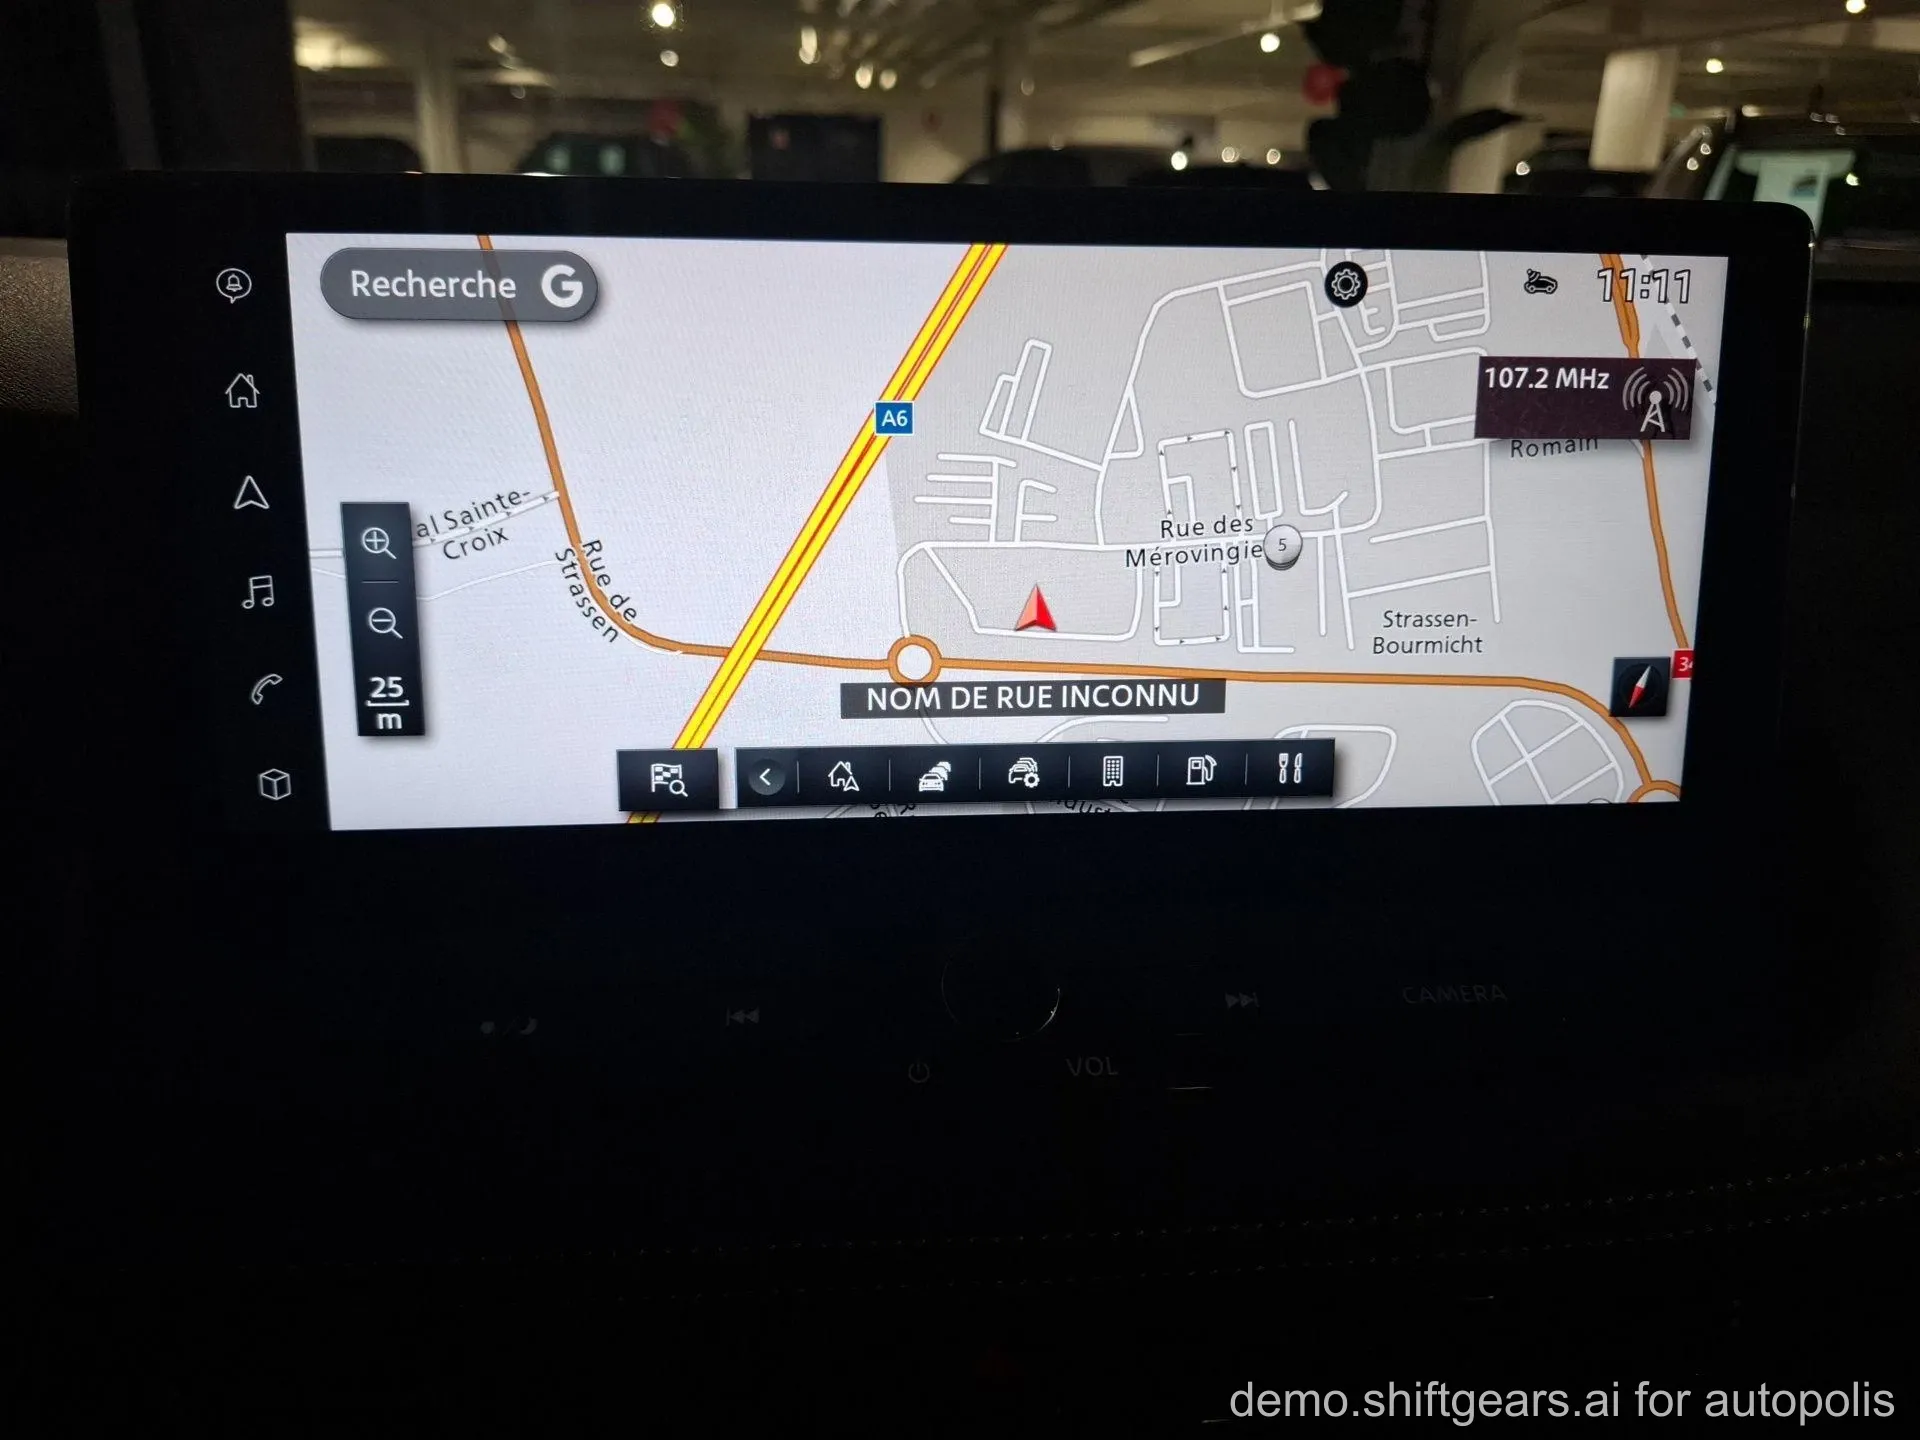 Recherche G
11:11
107.2 MHz
A6
Romain
al Sainte-
Croix
Rue de
Strassen
Rue des
Mérovingie
5
Strassen-
Bourmicht
25
m
NOM DE RUE INCONNU
CAMERA
VOL
demo.shiftgears.ai for autopolis